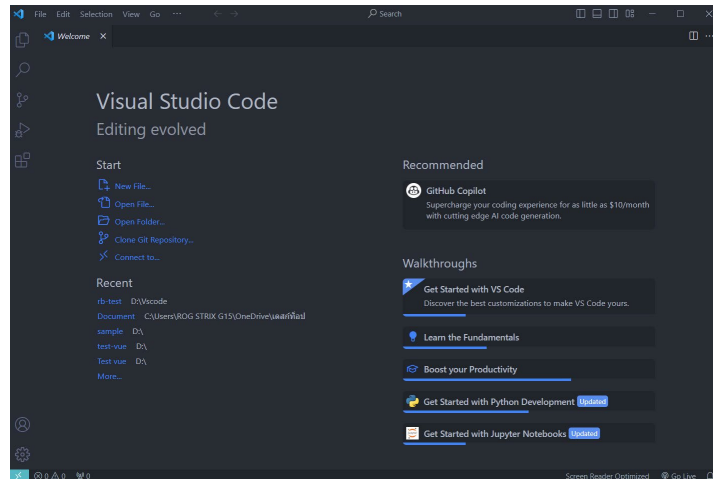 File Edit Selection View Go ··· Search
Welcome
Visual Studio Code
Editing evolved
Start
New File...
Open File...
Open Folder...
Clone Git Repository...
Connect to...
Recent
rb-test D:\Vscode
Document C:\Users\ROG STRIX G15\OneDrive\เดสก์ท็อป
sample D:\
test-vue D:\
Test vue D:\
More...
Recommended
GitHub Copilot
Supercharge your coding experience for as little as $10/month
with cutting edge AI code generation.
Walkthroughs
Get Started with VS Code
Discover the best customizations to make VS Code yours.
Learn the Fundamentals
Boost your Productivity
Get Started with Python Development Updated
Get Started with Jupyter Notebooks Updated
0 0 0 Screen Reader Optimized Go Live